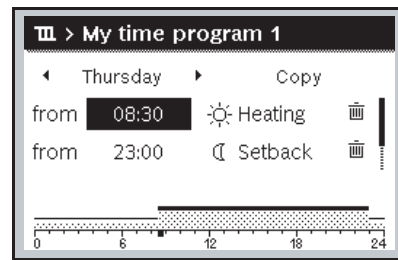 > My time program 1
Thursday Copy
from 08:30 Heating
from 23:00 Setback
0 6 12 18 24